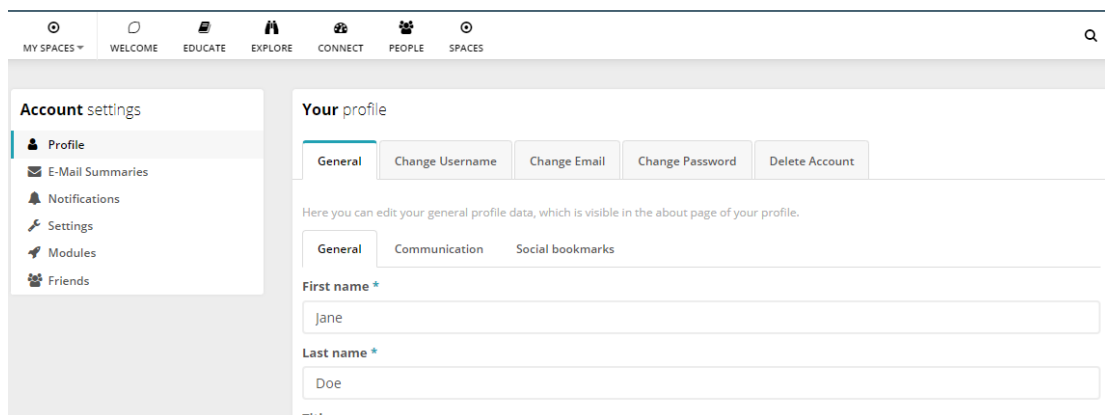 MY SPACES WELCOME EDUCATE EXPLORE CONNECT PEOPLE SPACES
Account settings
Profile
E-Mail Summaries
Notifications
Settings
Modules
Friends
Your profile
General Change Username Change Email Change Password Delete Account
Here you can edit your general profile data, which is visible in the about page of your profile.
General Communication Social bookmarks
First name *
Jane
Last name *
Doe